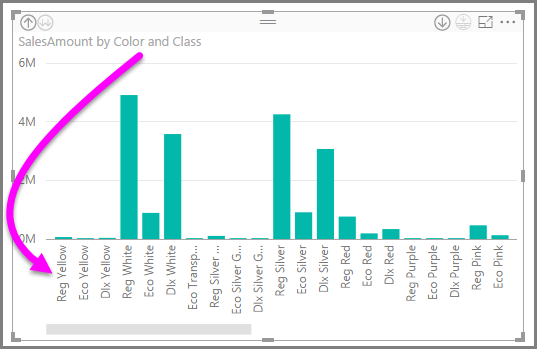 SalesAmount by Color and Class
6M
4M
2M
0M
Reg Yellow
Eco Yellow
Dlx Yellow
Reg White
Eco White
Dlx White
Eco Transp...
Reg Silver ...
Eco Silver G...
Dlx Silver G...
Reg Silver
Eco Silver
Dlx Silver
Reg Red
Eco Red
Dlx Red
Reg Purple
Eco Purple
Dlx Purple
Reg Pink
Eco Pink